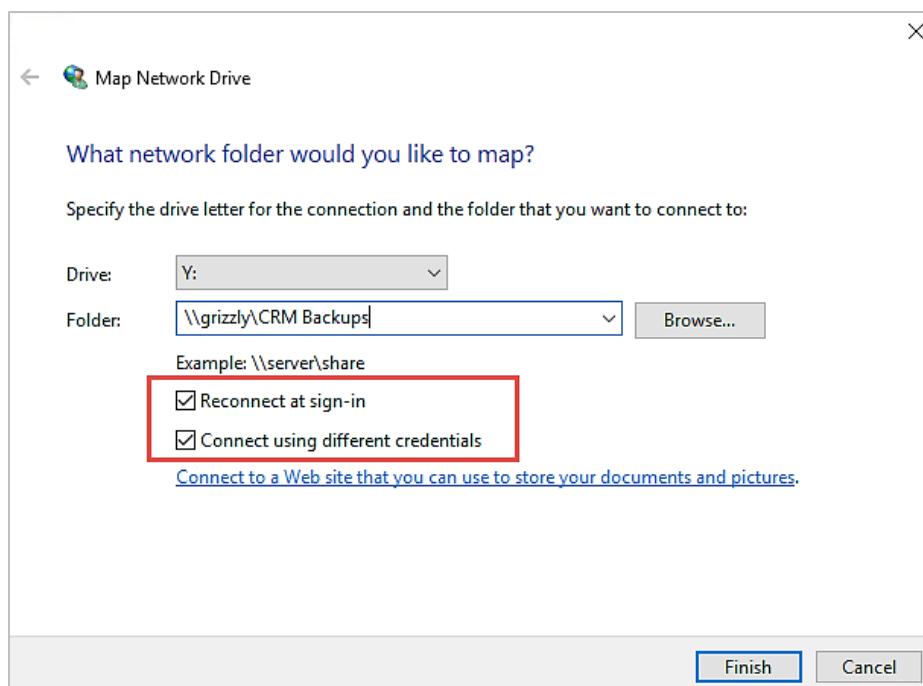 Map Network Drive
What network folder would you like to map?
Specify the drive letter for the connection and the folder that you want to connect to:
Drive: Y:
Folder: \\grizzly\CRM Backups Browse...
Example: \\server\share
Reconnect at sign-in
Connect using different credentials
Connect to a Web site that you can use to store your documents and pictures.
Finish Cancel